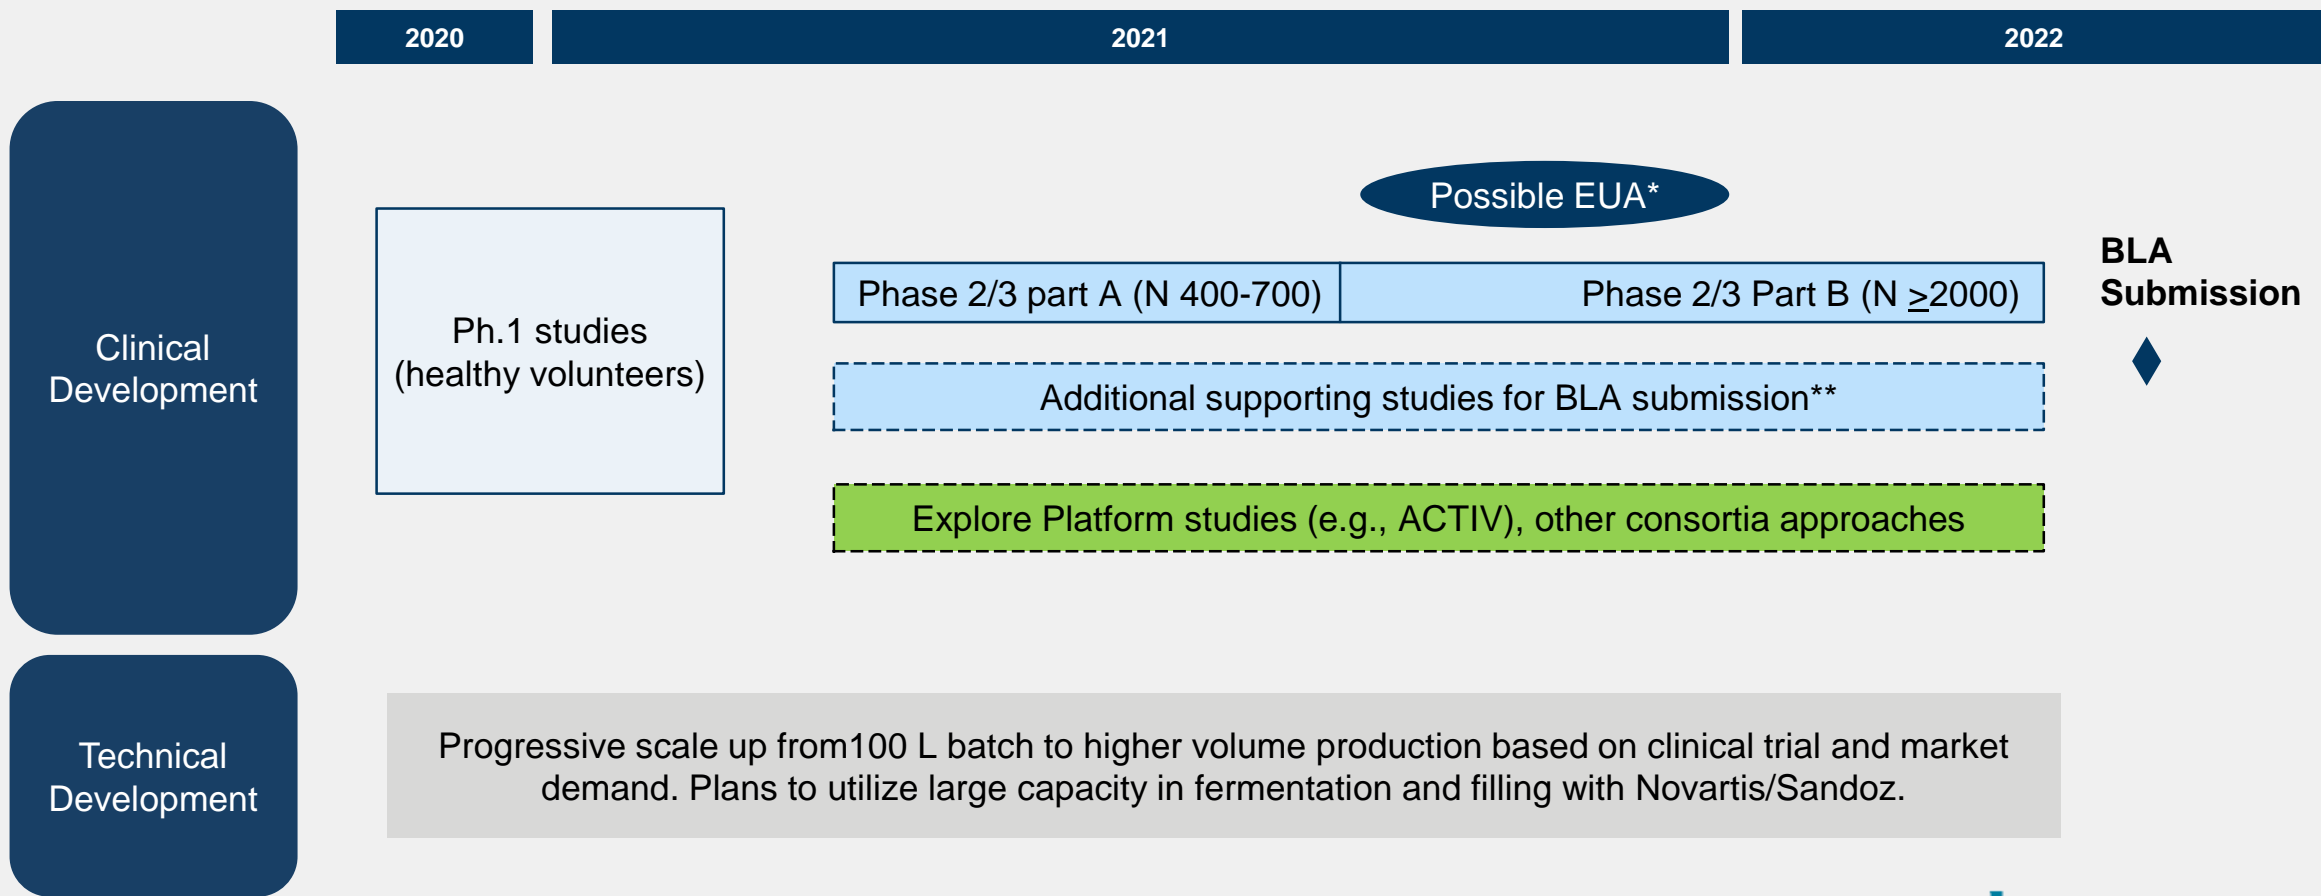 2020
2021
2022
Clinical
Development
Ph.1 studies
(healthy volunteers)
Possible EUA*
Phase 2/3 part A (N 400-700)
Phase 2/3 Part B (N ≥2000)
Additional supporting studies for BLA submission**
Explore Platform studies (e.g., ACTIV), other consortia approaches
BLA
Submission
Technical
Development
Progressive scale up from100 L batch to higher volume production based on clinical trial and market
demand. Plans to utilize large capacity in fermentation and filling with Novartis/Sandoz.